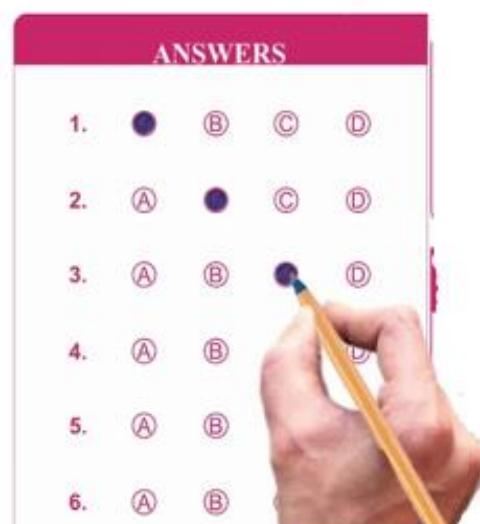 ANSWERS
1. Ⓑ Ⓒ Ⓓ
2. Ⓐ Ⓒ Ⓓ
3. Ⓐ Ⓑ Ⓓ
4. Ⓐ Ⓑ Ⓓ
5. Ⓐ Ⓑ
6. Ⓐ Ⓑ